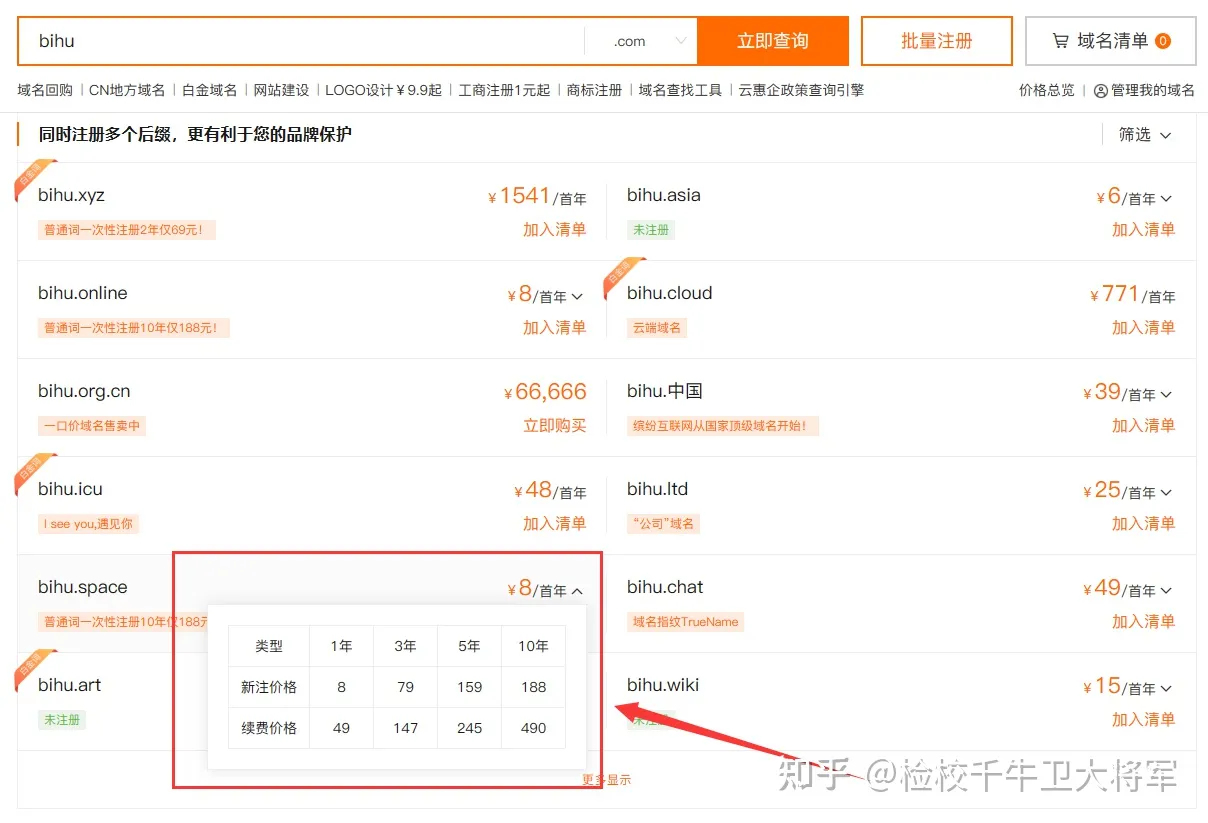 bihu .com 立即查询 批量注册 域名清单 0
域名回购 CN地方域名 白金域名 网站建设 LOGO设计￥9.9起 工商注册1元起 商标注册 域名查找工具 云惠企政策查询引擎 价格总览 管理我的域名
同时注册多个后缀，更有利于您的品牌保护 筛选
白金词
bihu.xyz ¥1541/首年
普通词一次性注册2年仅69元！ 加入清单
bihu.asia ¥6/首年
未注册 加入清单
bihu.online ¥8/首年
普通词一次性注册10年仅188元！ 加入清单
白金词
bihu.cloud ¥771/首年
云端域名 加入清单
bihu.org.cn ¥66,666
一口价域名售卖中 立即购买
bihu.中国 ¥39/首年
缤纷互联网从国家顶级域名开始！ 加入清单
白金词
bihu.icu ¥48/首年
I see you,遇见你 加入清单
bihu.ltd ¥25/首年
“公司”域名 加入清单
bihu.space ¥8/首年
普通词一次性注册10年仅188元
类型 1年 3年 5年 10年
新注价格 8 79 159 188
续费价格 49 147 245 490
bihu.chat ¥49/首年
域名指纹TrueName 加入清单
白金词
bihu.art
未注册
bihu.wiki ¥15/首年
未注册 加入清单
更多显示
知乎 @检校千牛卫大将军